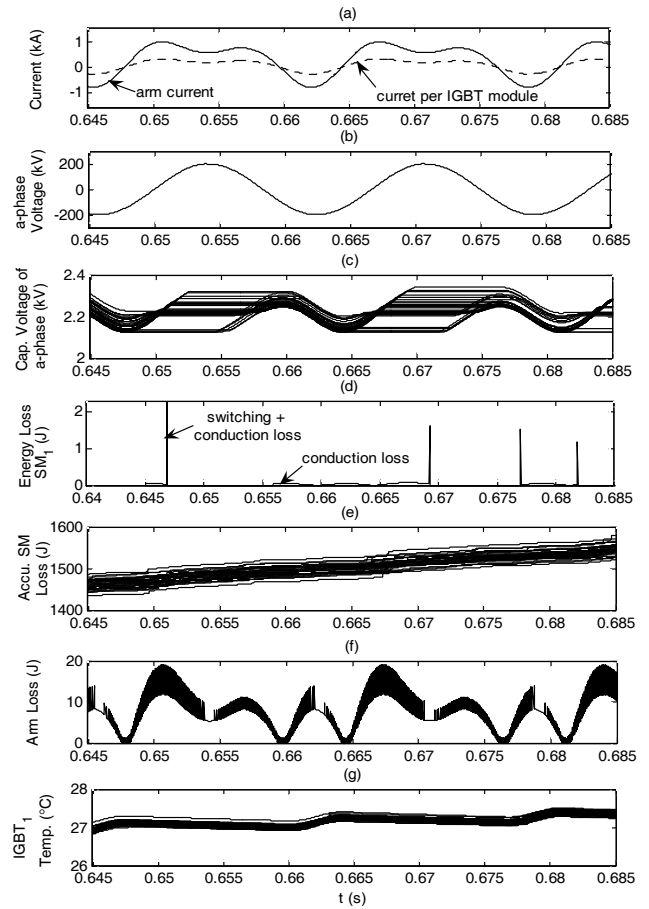 (a)
Current (kA)
1
0
-1
arm current
curret per IGBT module
0.645 0.65 0.655 0.66 0.665 0.67 0.675 0.68 0.685
(b)
a-phase
Voltage (kV)
200
0
-200
0.645 0.65 0.655 0.66 0.665 0.67 0.675 0.68 0.685
(c)
Cap. Voltage of
a-phase (kV)
2.4
2.2
2
0.645 0.65 0.655 0.66 0.665 0.67 0.675 0.68 0.685
(d)
Energy Loss
SM1 (J)
2
1
0
switching +
conduction loss
conduction loss
0.64 0.645 0.65 0.655 0.66 0.665 0.67 0.675 0.68 0.685
(e)
Accu. SM
Loss (J)
1600
1500
1400
0.645 0.65 0.655 0.66 0.665 0.67 0.675 0.68 0.685
(f)
Arm Loss (J)
20
10
0
0.645 0.65 0.655 0.66 0.665 0.67 0.675 0.68 0.685
(g)
IGBT1
Temp. (°C)
28
27
26
0.645 0.65 0.655 0.66 0.665 0.67 0.675 0.68 0.685
t (s)